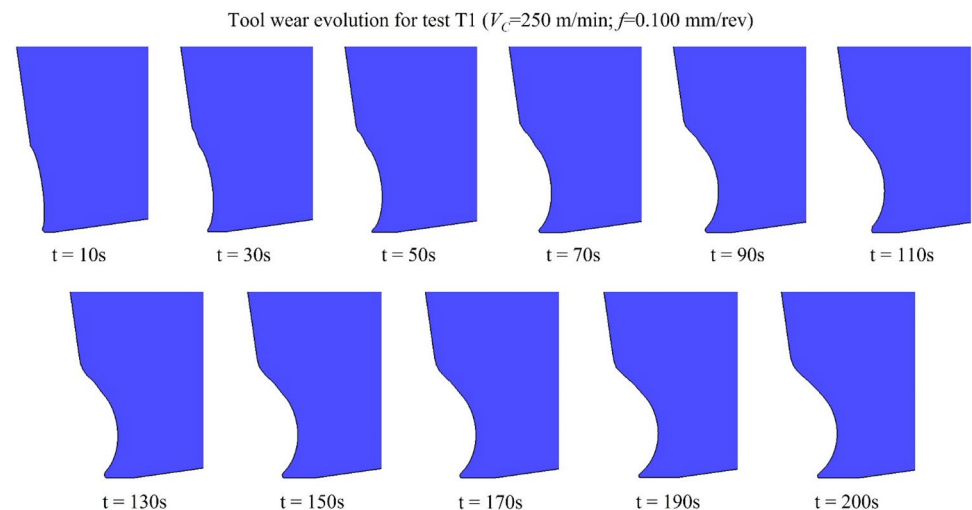 Tool wear evolution for test T1 (V_C=250 m/min; f=0.100 mm/rev)
t = 10s
t = 30s
t = 50s
t = 70s
t = 90s
t = 110s
t = 130s
t = 150s
t = 170s
t = 190s
t = 200s